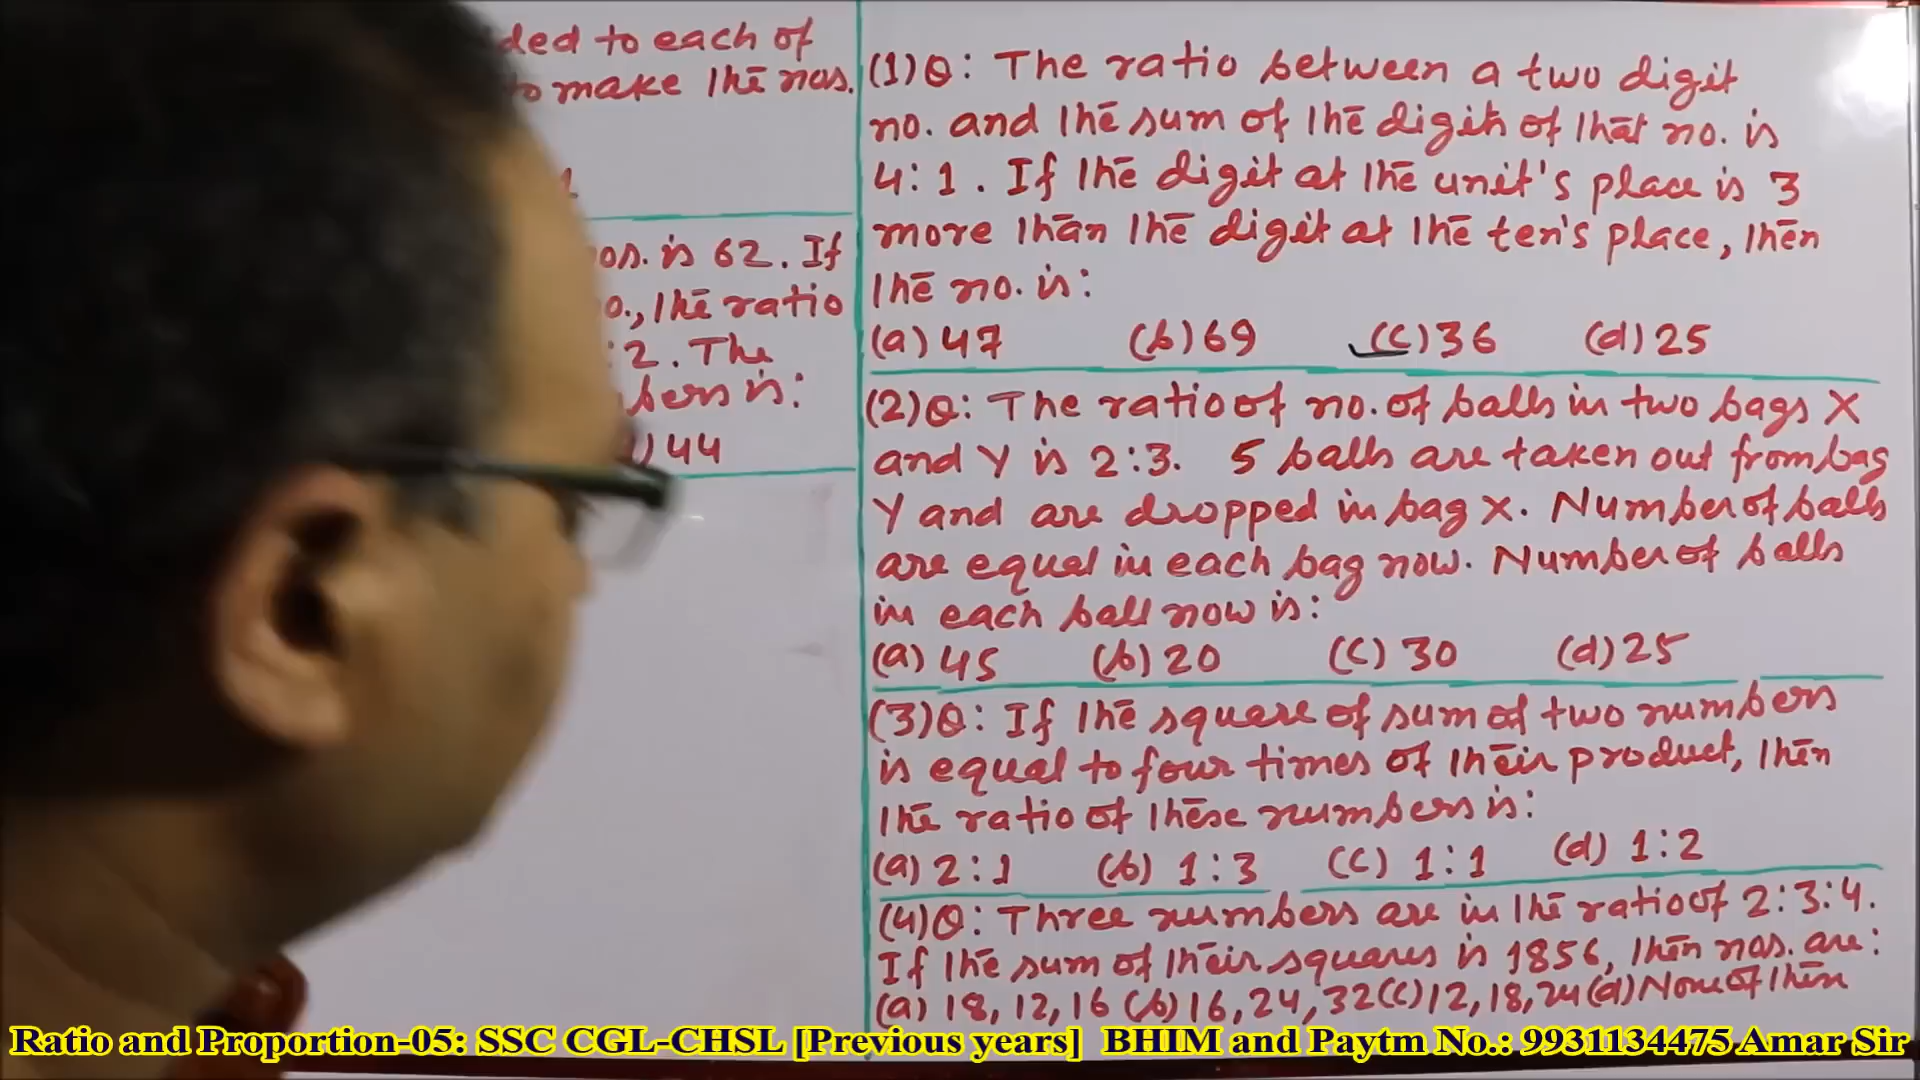 ded to each of
to make the nos.
1
os. is 62. If
o., the ratio
:2. The
bers is:
) 44
(1)Q: The ratio between a two digit
no. and the sum of the digits of that no. is
4:1. If the digit at the unit's place is 3
more than the digit at the ten's place, then
the no. is:
(a) 47 (b) 69 (c) 36 (d) 25
(2)Q: The ratio of no. of balls in two bags X
and Y is 2:3. 5 balls are taken out from bag
Y and are dropped in bag X. Number of balls
are equal in each bag now. Number of balls
in each ball now is:
(a) 45 (b) 20 (c) 30 (d) 25
(3)Q: If the square of sum of two numbers
is equal to four times of their product, then
the ratio of these numbers is:
(a) 2:1 (b) 1:3 (c) 1:1 (d) 1:2
(4)Q: Three numbers are in the ratio of 2:3:4.
If the sum of their squares is 1856, then nos. are:
(a) 18, 12, 16 (b) 16, 24, 32 (c) 12, 18, 24 (d) None of then
Ratio and Proportion-05: SSC CGL-CHSL [Previous years] BHIM and Paytm No.: 9931134475 Amar Sir